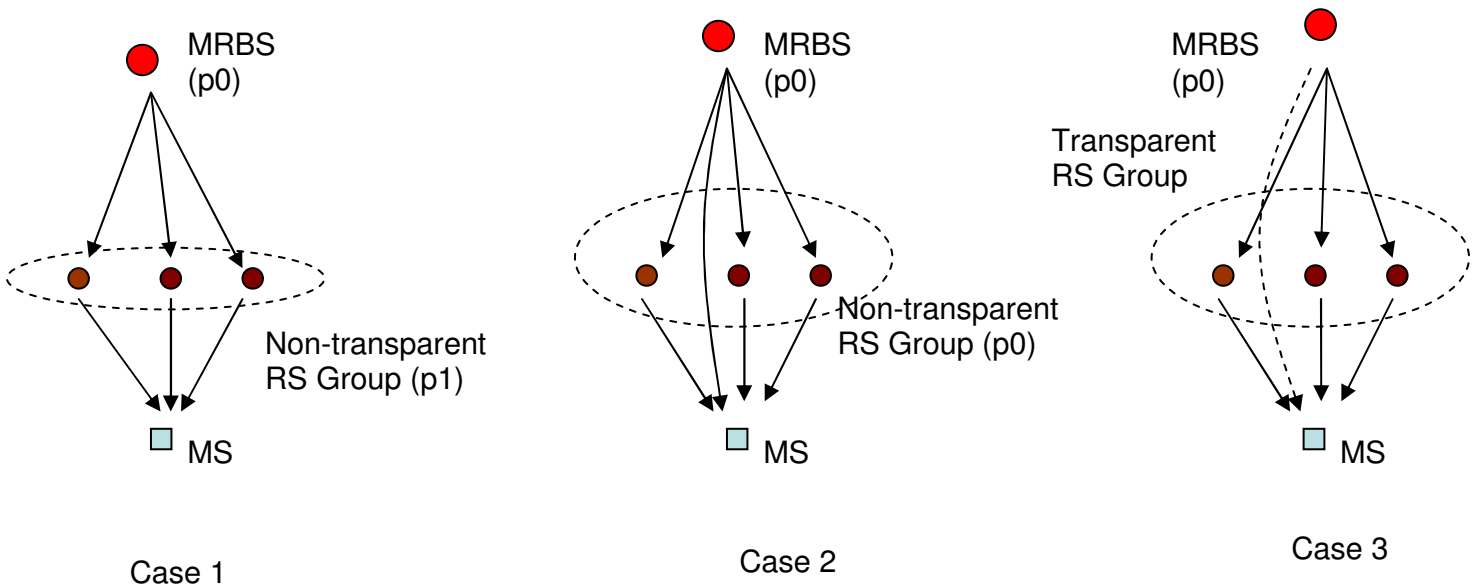 MRBS
(p0)
Non-transparent
RS Group (p1)
MS
Case 1
MRBS
(p0)
Non-transparent
RS Group (p0)
MS
Case 2
MRBS
(p0)
Transparent
RS Group
MS
Case 3